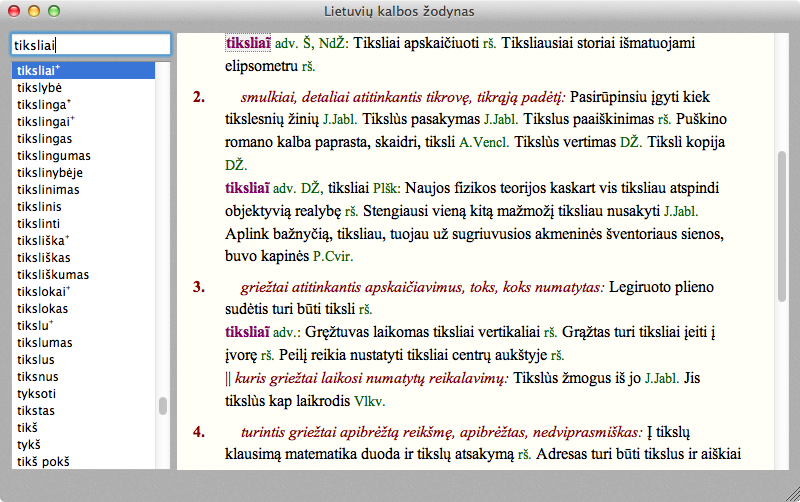 Lietuvių kalbos žodynas
tiksliai
tiksliai⁺
tikslybė
tikslinga⁺
tikslingai⁺
tikslingas
tikslingumas
tikslinybėje
tikslinimas
tikslinis
tikslinti
tiksliška⁺
tiksliškas
tiksliškumas
tikslokai⁺
tikslokas
tikslu⁺
tikslumas
tikslus
tiksnus
tyksoti
tikstas
tikš
tykš
tikš pokš
tiksliaĩ adv. Š, NdŽ: Tiksliai apskaičiuoti rš. Tiksliausiai storiai išmatuojami
elipsometru rš.
2. smulkiai, detaliai atitinkantis tikrovę, tikrąją padėtį: Pasirūpinsiu įgyti kiek
tikslesnių žinių J.Jabl. Tikslùs pasakymas J.Jabl. Tikslus paaiškinimas rš. Puškino
romano kalba paprasta, skaidri, tiksli A.Vencl. Tikslùs vertimas DŽ. Tikslì kopija
DŽ.
tiksliaĩ adv. DŽ, tiksliai Plšk: Naujos fizikos teorijos kaskart vis tiksliau atspindi
objektyvią realybę rš. Stengiausi vieną kitą mažmožį tiksliau nusakyti J.Jabl.
Aplink bažnyčią, tiksliau, tuojau už sugriuvusios akmeninės šventoriaus sienos,
buvo kapinės P.Cvir.
3. griežtai atitinkantis apskaičiavimus, toks, koks numatytas: Legiruoto plieno
sudėtis turi būti tiksli rš.
tiksliaĩ adv.: Gręžtuvas laikomas tiksliai vertikaliai rš. Grąžtas turi tiksliai įeiti į
įvorę rš. Peilį reikia nustatyti tiksliai centrų aukštyje rš.
|| kuris griežtai laikosi numatytų reikalavimų: Tikslùs žmogus iš jo J.Jabl. Jis
tikslùs kap laikrodis Vlkv.
4. turintis griežtai apibrėžtą reikšmę, apibrėžtas, nedviprasmiškas: Į tikslų
klausimą matematika duoda ir tikslų atsakymą rš. Adresas turi būti tikslus ir aiškiai